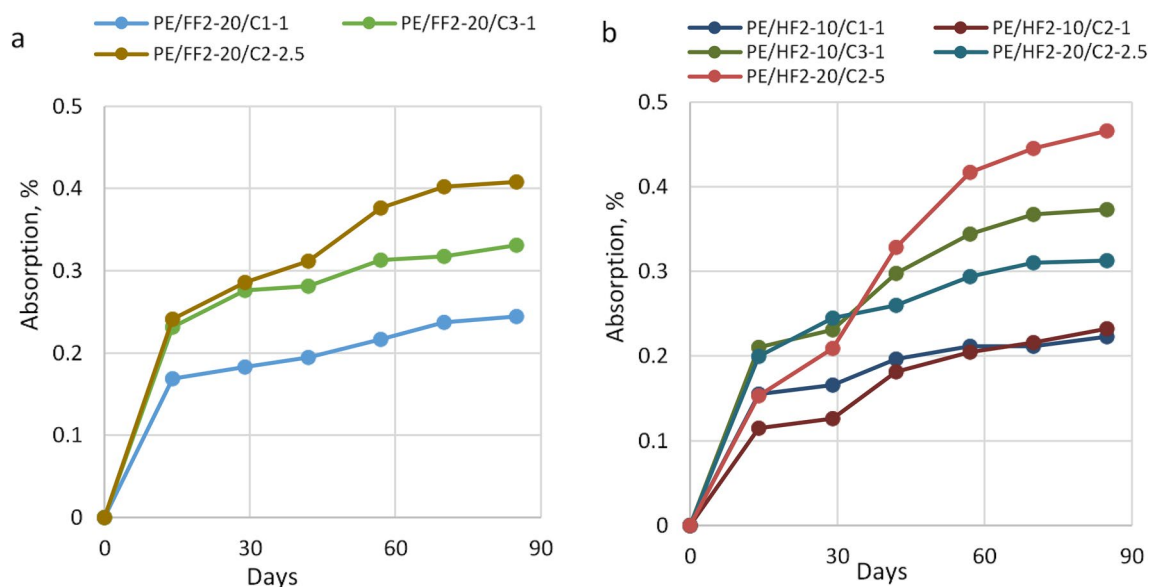 a
PE/FF2-20/C1-1
PE/FF2-20/C3-1
PE/FF2-20/C2-2.5
Absorption, %
0.5
0.4
0.3
0.2
0.1
0
0
30
60
90
Days
b
PE/HF2-10/C1-1
PE/HF2-10/C2-1
PE/HF2-10/C3-1
PE/HF2-20/C2-2.5
PE/HF2-20/C2-5
Absorption, %
0.5
0.4
0.3
0.2
0.1
0
0
30
60
90
Days